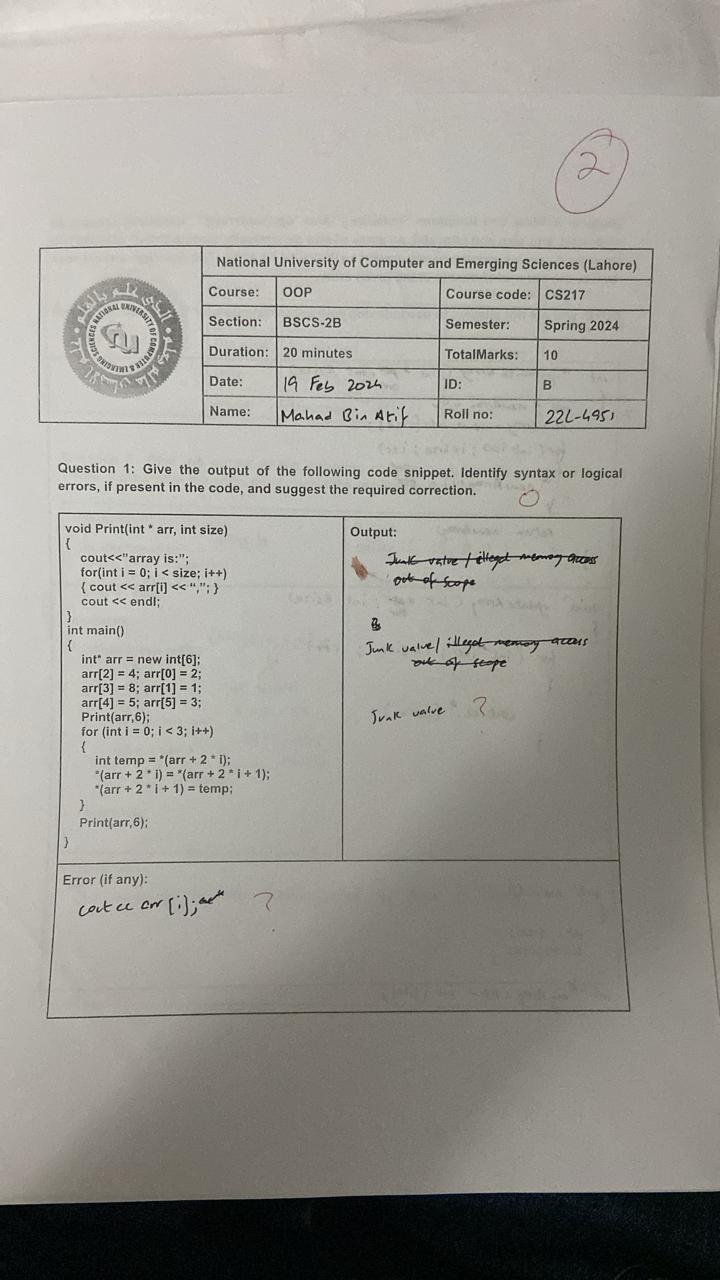 2
National University of Computer and Emerging Sciences (Lahore)
Course: OOP Course code: CS217
Section: BSCS-2B Semester: Spring 2024
Duration: 20 minutes TotalMarks: 10
Date: 19 Feb 2024 ID: B
Name: Mahad Bin Atif Roll no: 22L-4951
Question 1: Give the output of the following code snippet. Identify syntax or logical
errors, if present in the code, and suggest the required correction.
0
void Print(int * arr, int size)
{
cout<<"array is:";
for(int i = 0; i < size; i++)
{ cout << arr[i] << “,”; }
cout << endl;
}
int main()
{
int* arr = new int[6];
arr[2] = 4; arr[0] = 2;
arr[3] = 8; arr[1] = 1;
arr[4] = 5; arr[5] = 3;
Print(arr,6);
for (int i = 0; i < 3; i++)
{
int temp = *(arr + 2 * i);
*(arr + 2 * i) = *(arr + 2 * i + 1);
*(arr + 2 * i + 1) = temp;
}
Print(arr,6);
}
Output:
Junk value / illegal memory access
out of scope
Junk value/ illegal memory access
out of scope
Junk value ?
Error (if any):
cout << arr [i]; ?